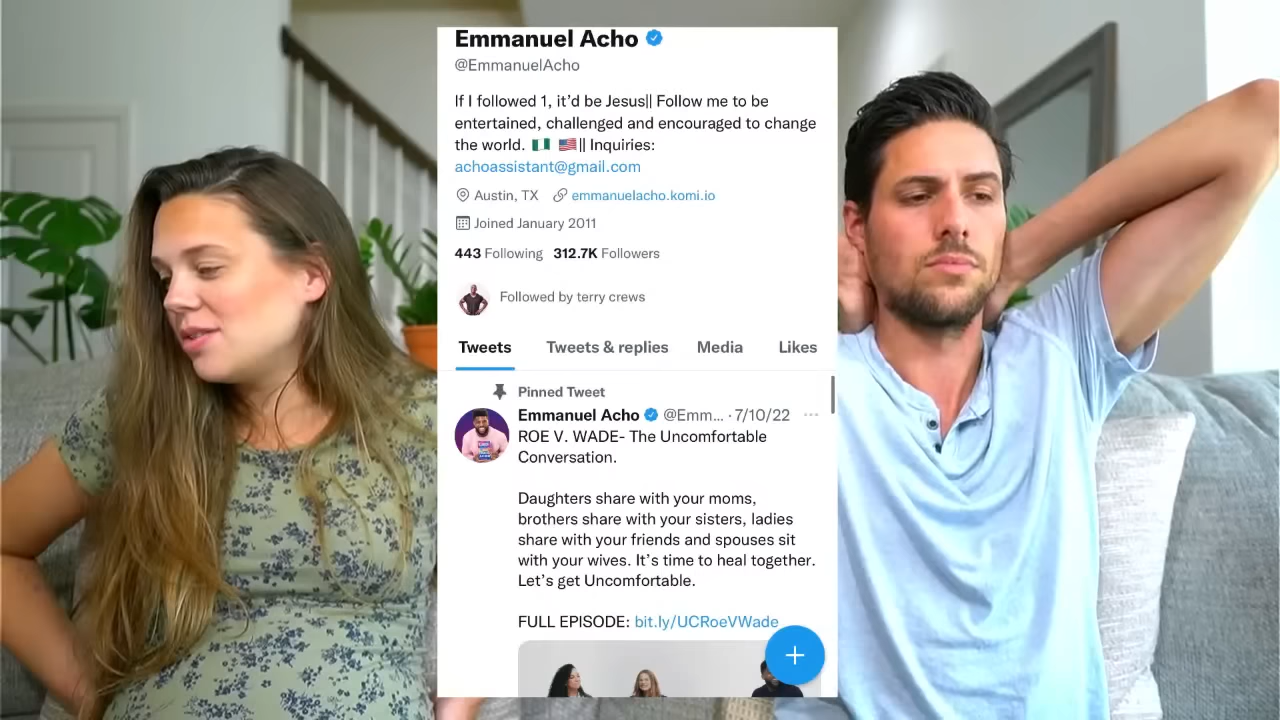 Emmanuel Acho
@EmmanuelAcho
If I followed 1, it'd be Jesus|| Follow me to be
entertained, challenged and encouraged to change
the world. 🇳🇬 🇺🇸|| Inquiries:
achoassistant@gmail.com
Austin, TX emmanuelacho.komi.io
Joined January 2011
443 Following 312.7K Followers
Followed by terry crews
Tweets Tweets & replies Media Likes
Pinned Tweet
Emmanuel Acho @Emm... · 7/10/22 ...
ROE V. WADE- The Uncomfortable
Conversation.
Daughters share with your moms,
brothers share with your sisters, ladies
share with your friends and spouses sit
with your wives. It's time to heal together.
Let's get Uncomfortable.
FULL EPISODE: bit.ly/UCRoeVWade